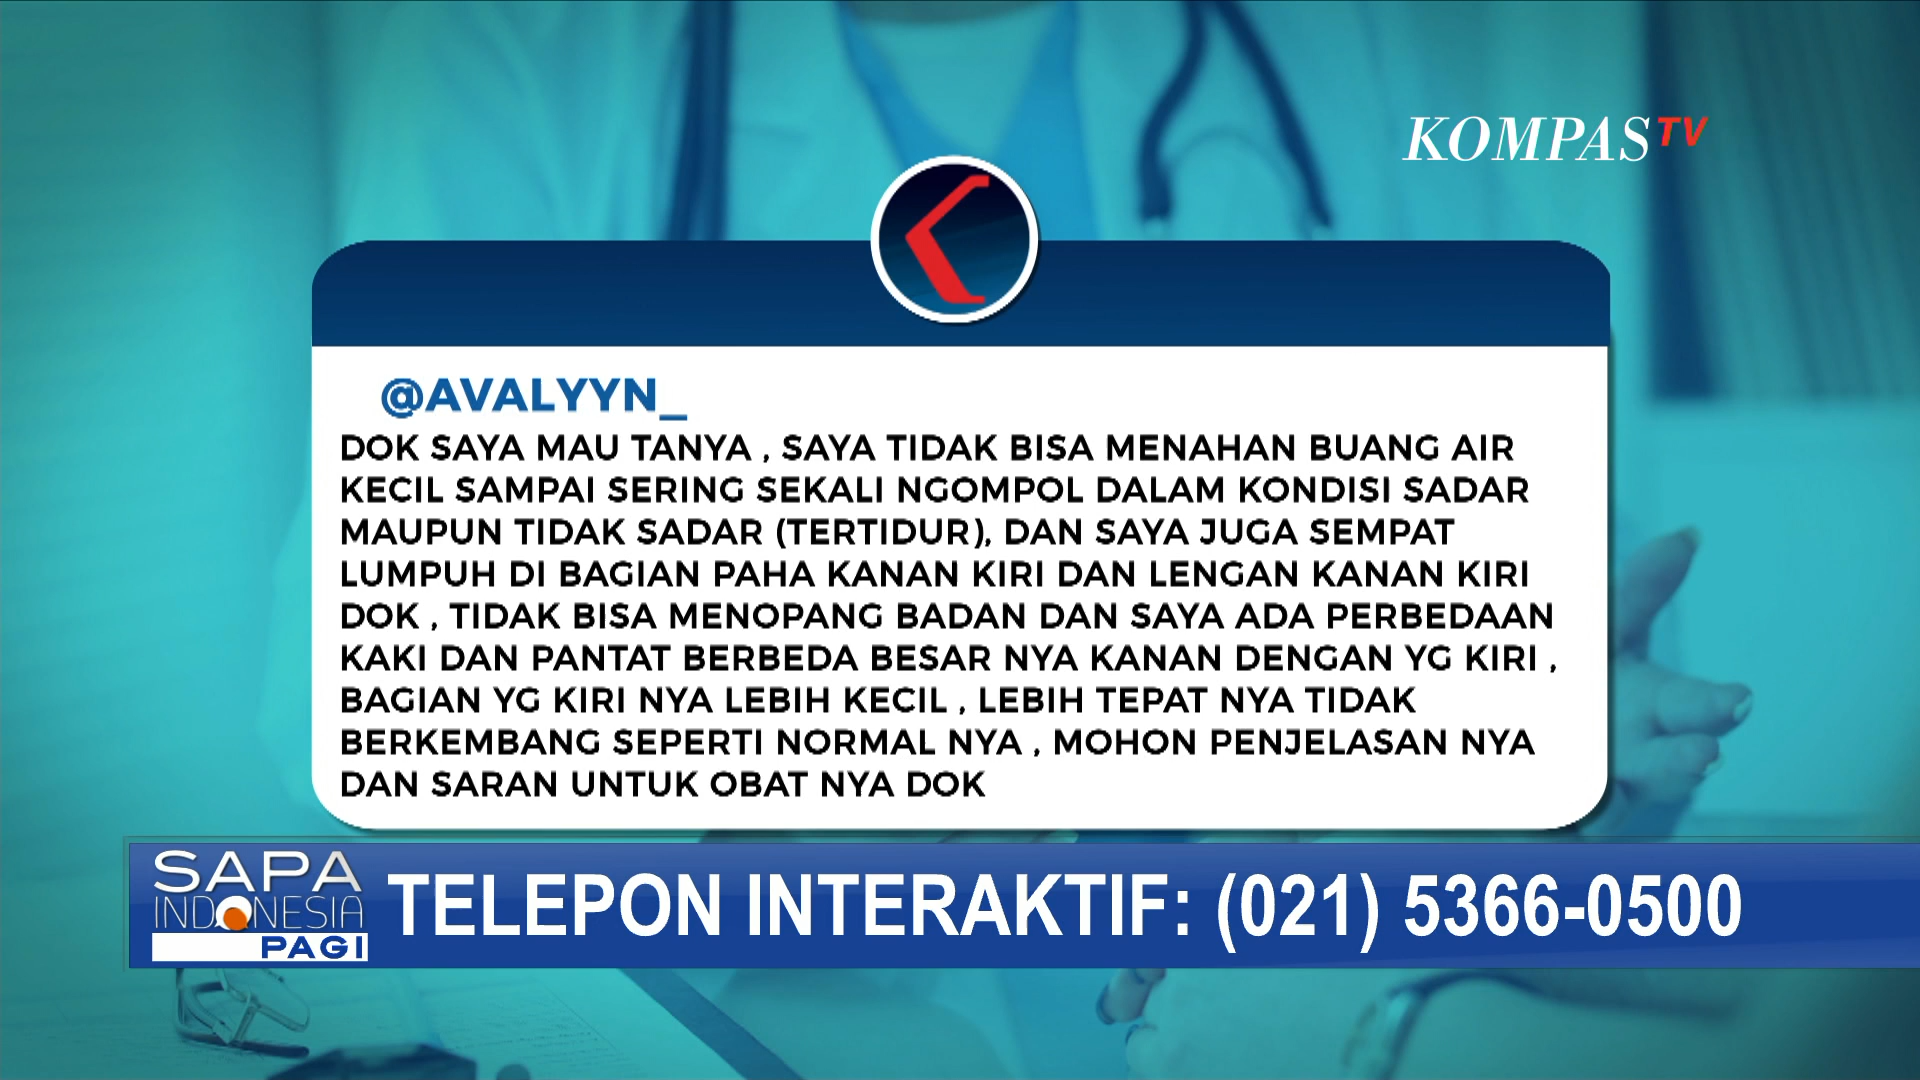 KOMPAS TV
@AVALYYN_
DOK SAYA MAU TANYA , SAYA TIDAK BISA MENAHAN BUANG AIR
KECIL SAMPAI SERING SEKALI NGOMPOL DALAM KONDISI SADAR
MAUPUN TIDAK SADAR (TERTIDUR), DAN SAYA JUGA SEMPAT
LUMPUH DI BAGIAN PAHA KANAN KIRI DAN LENGAN KANAN KIRI
DOK , TIDAK BISA MENOPANG BADAN DAN SAYA ADA PERBEDAAN
KAKI DAN PANTAT BERBEDA BESAR NYA KANAN DENGAN YG KIRI ,
BAGIAN YG KIRI NYA LEBIH KECIL , LEBIH TEPAT NYA TIDAK
BERKEMBANG SEPERTI NORMAL NYA , MOHON PENJELASAN NYA
DAN SARAN UNTUK OBAT NYA DOK
SAPA
INDONESIA
PAGI
TELEPON INTERAKTIF: (021) 5366-0500